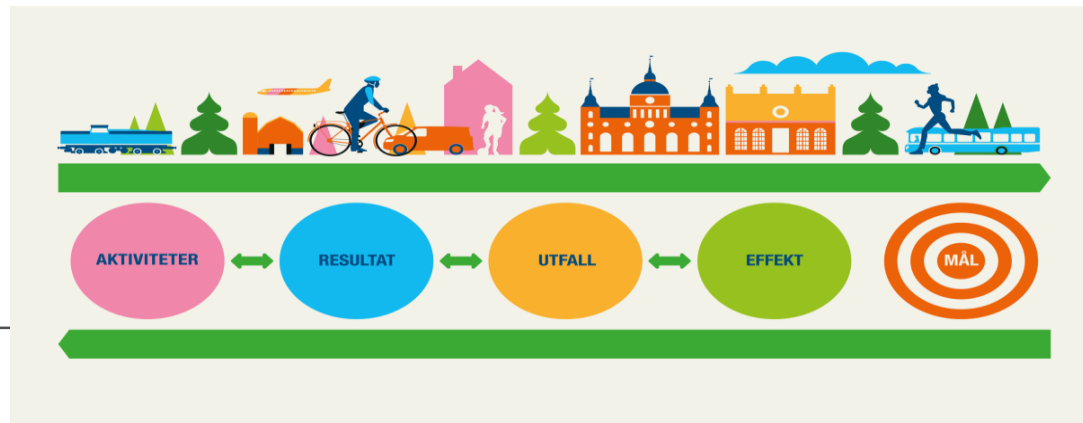 AKTIVITETER
RESULTAT
UTFALL
EFFEKT
MÅL